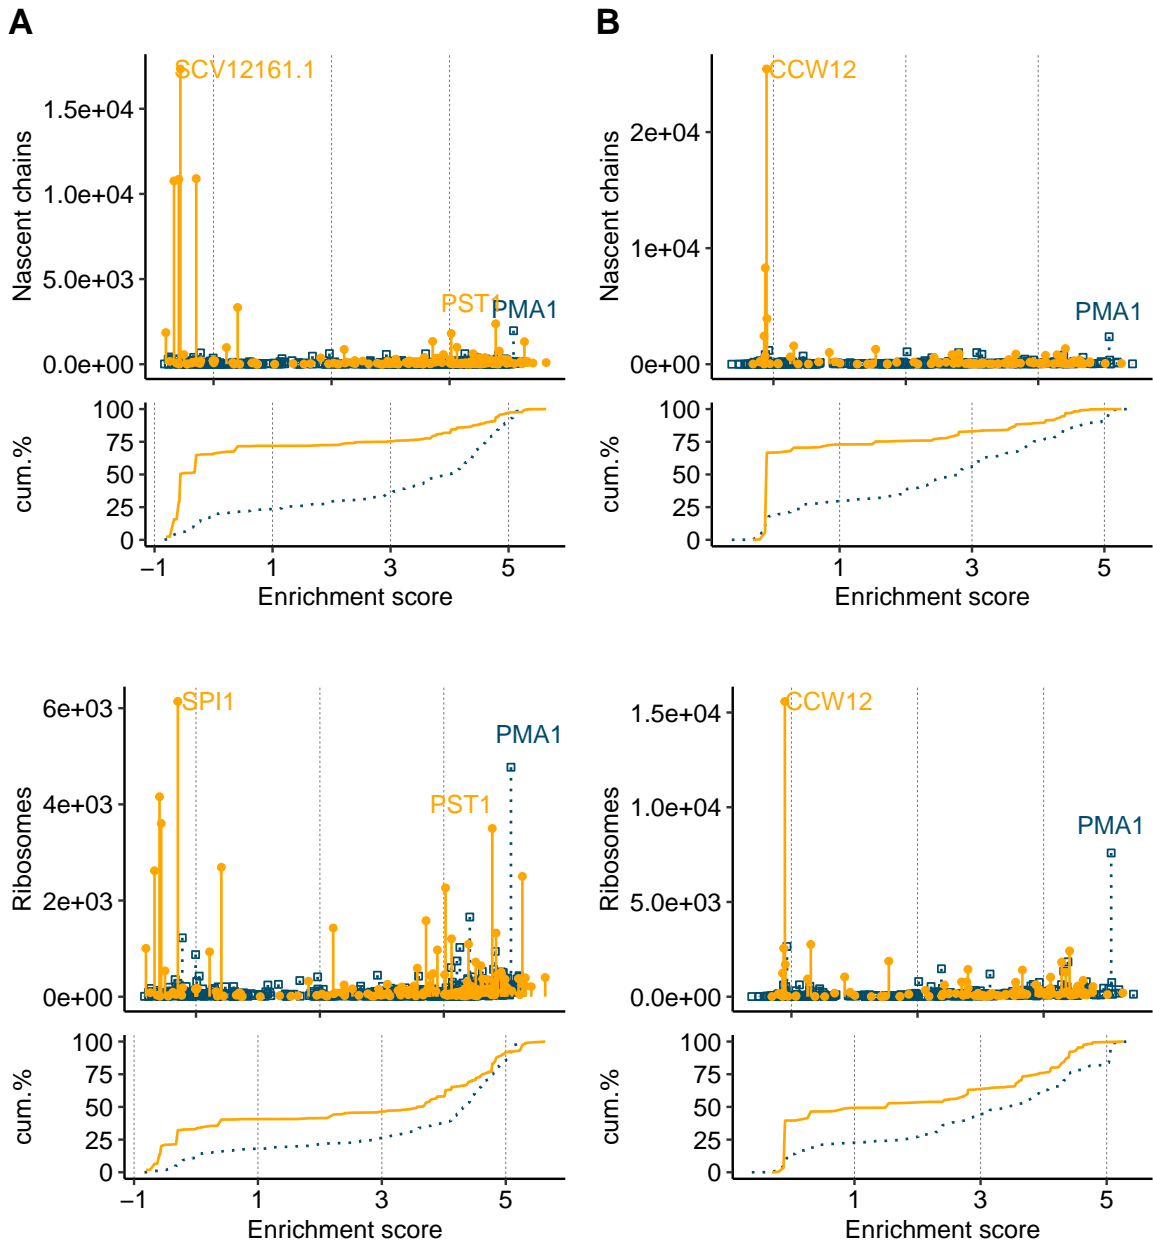 A
B
SCV12161.1
PST1
PMA1
Nascent chains
1.5e+04
1.0e+04
5.0e+03
0.0e+00
cum.%
100
75
50
25
0
−1
1
3
5
Enrichment score
CCW12
PMA1
Nascent chains
2e+04
1e+04
0e+00
cum.%
100
75
50
25
0
1
3
5
Enrichment score
SPI1
PMA1
PST1
Ribosomes
6e+03
4e+03
2e+03
0e+00
cum.%
100
75
50
25
0
−1
1
3
5
Enrichment score
CCW12
PMA1
Ribosomes
1.5e+04
1.0e+04
5.0e+03
0.0e+00
cum.%
100
75
50
25
0
1
3
5
Enrichment score